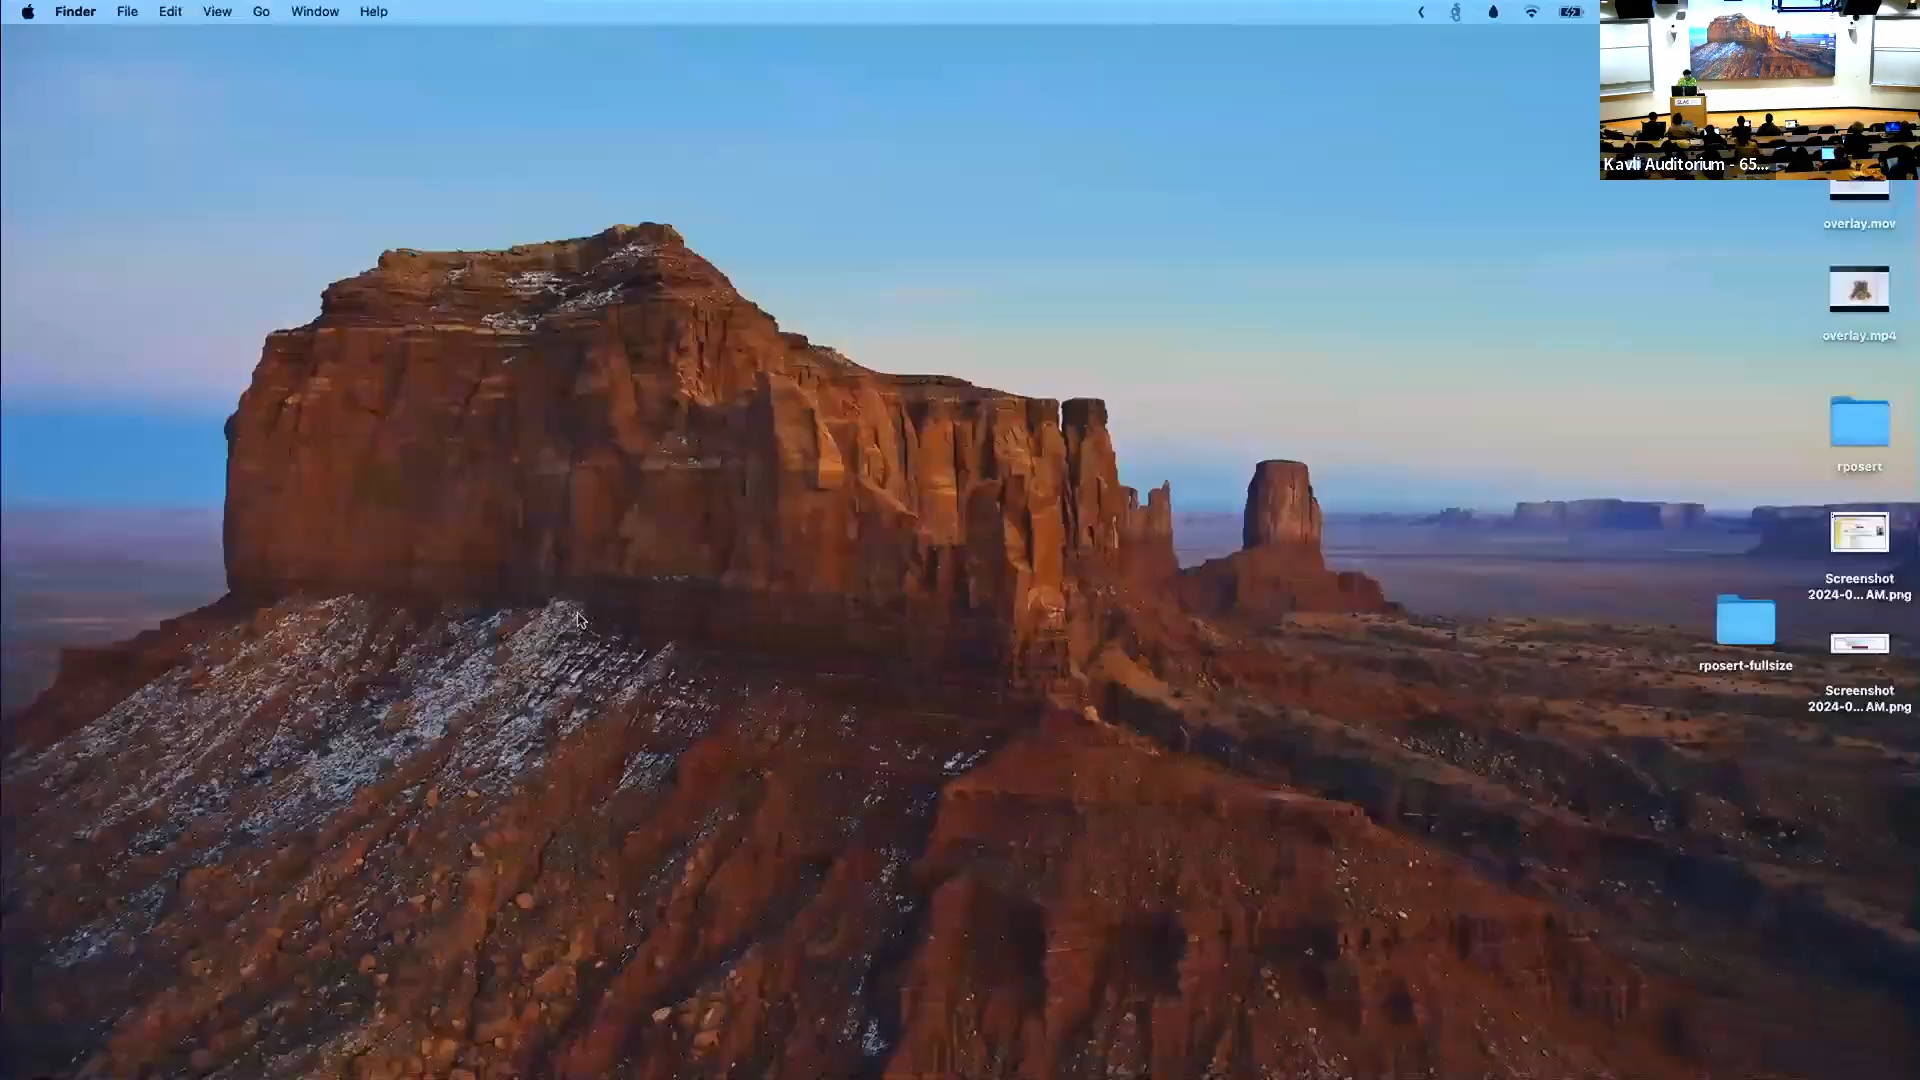 Finder File Edit View Go Window Help
SLAC
Kavli Auditorium - 65...
overlay.mov
overlay.mp4
rposert
Screenshot
2024-0... AM.png
rposert-fullsize
Screenshot
2024-0... AM.png